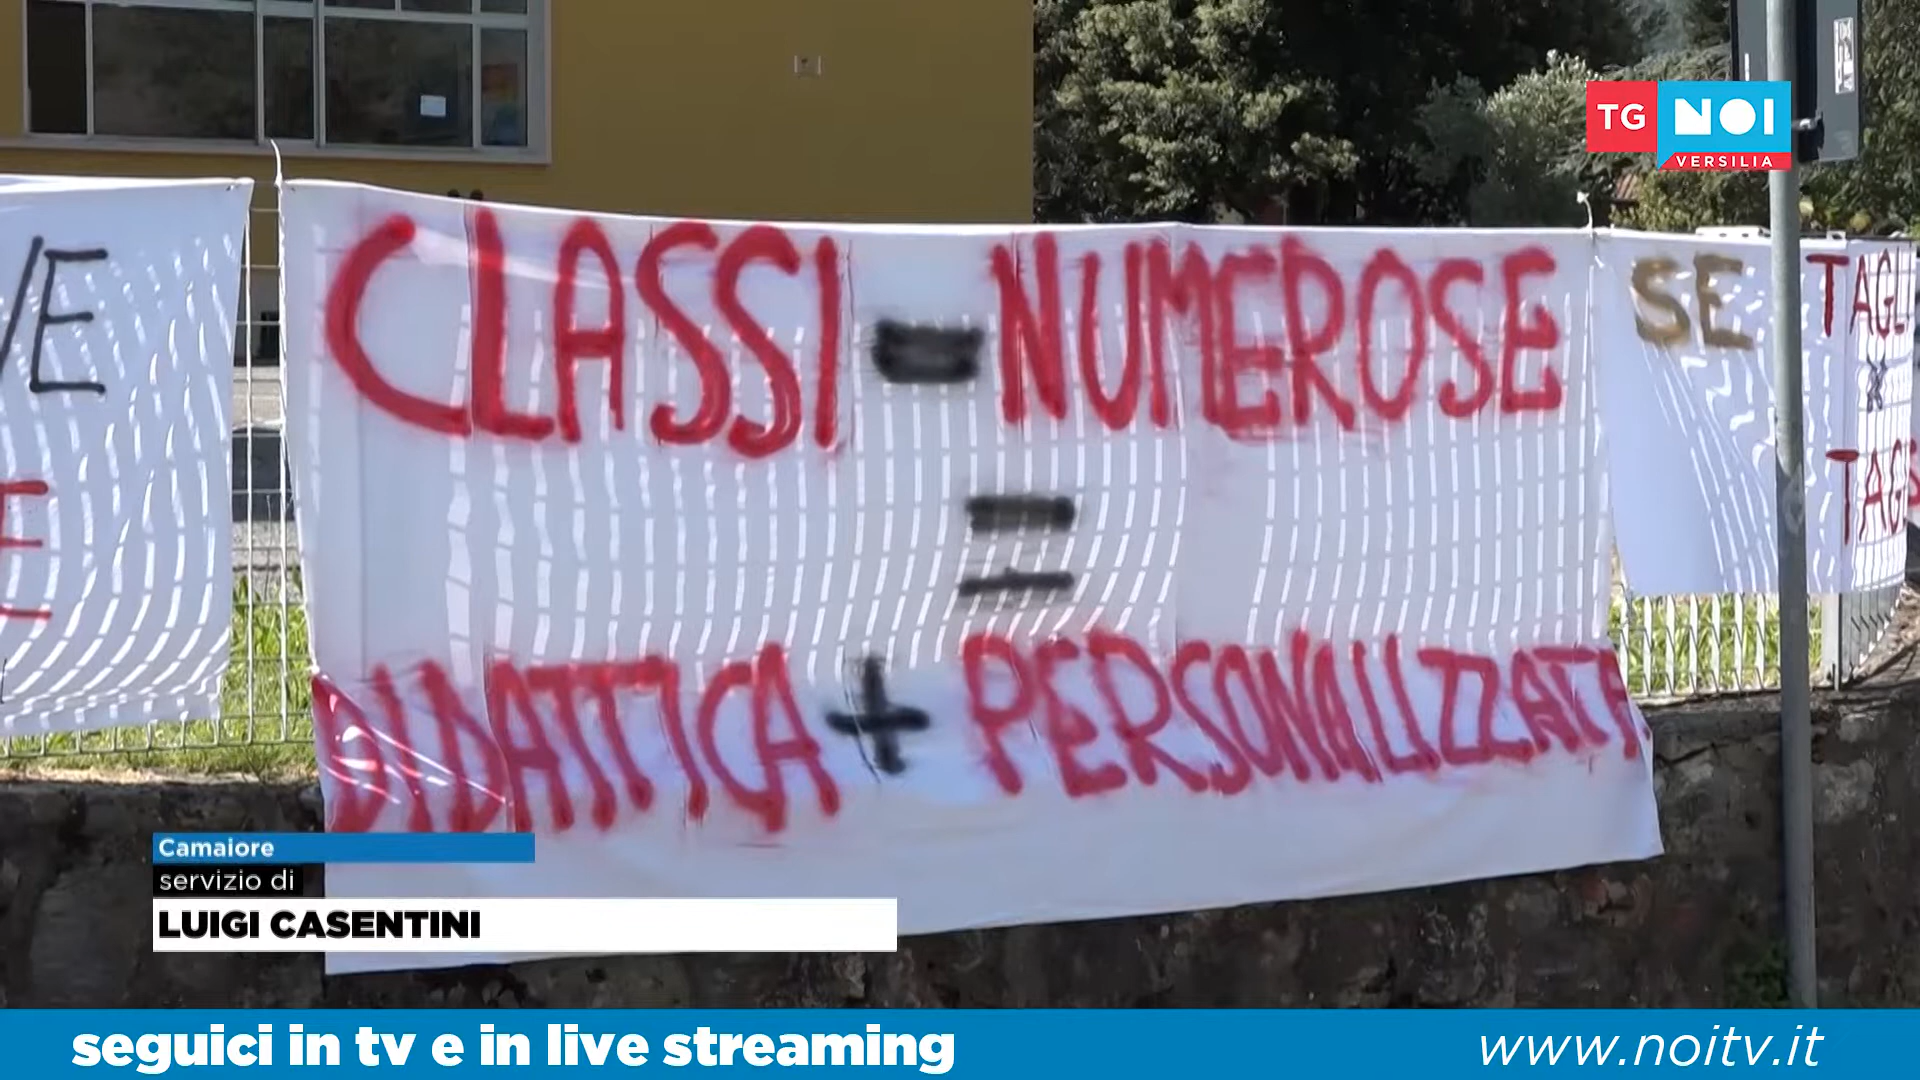 TG NOI
VERSILIA
CLASSI - NUMEROSE
=
DIDATTICA + PERSONALIZZATA
SE TAGLI
X
Camaiore
servizio di
LUIGI CASENTINI
seguici in tv e in live streaming
www.noitv.it